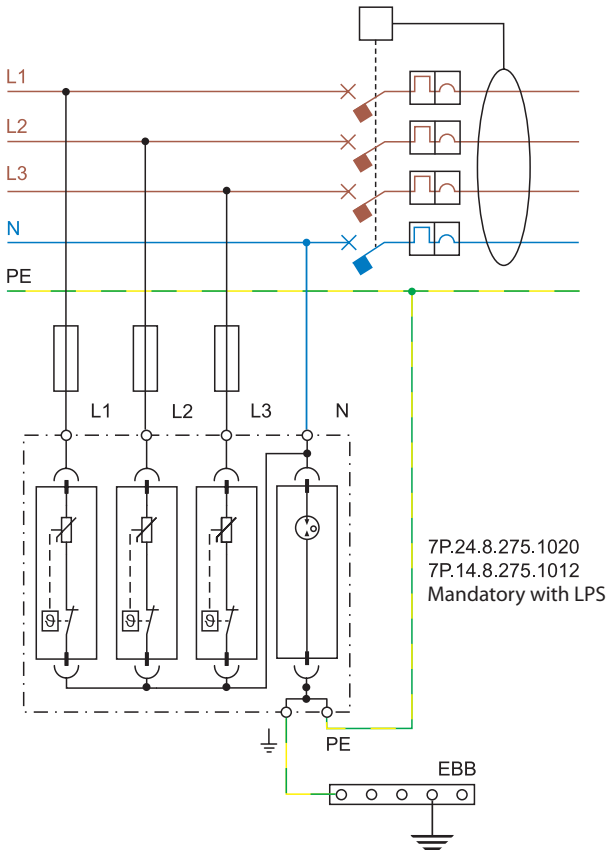 L1
L2
L3
N
PE
L1 L2 L3 N
ϑ ϑ ϑ
7P.24.8.275.1020
7P.14.8.275.1012
Mandatory with LPS
PE
EBB